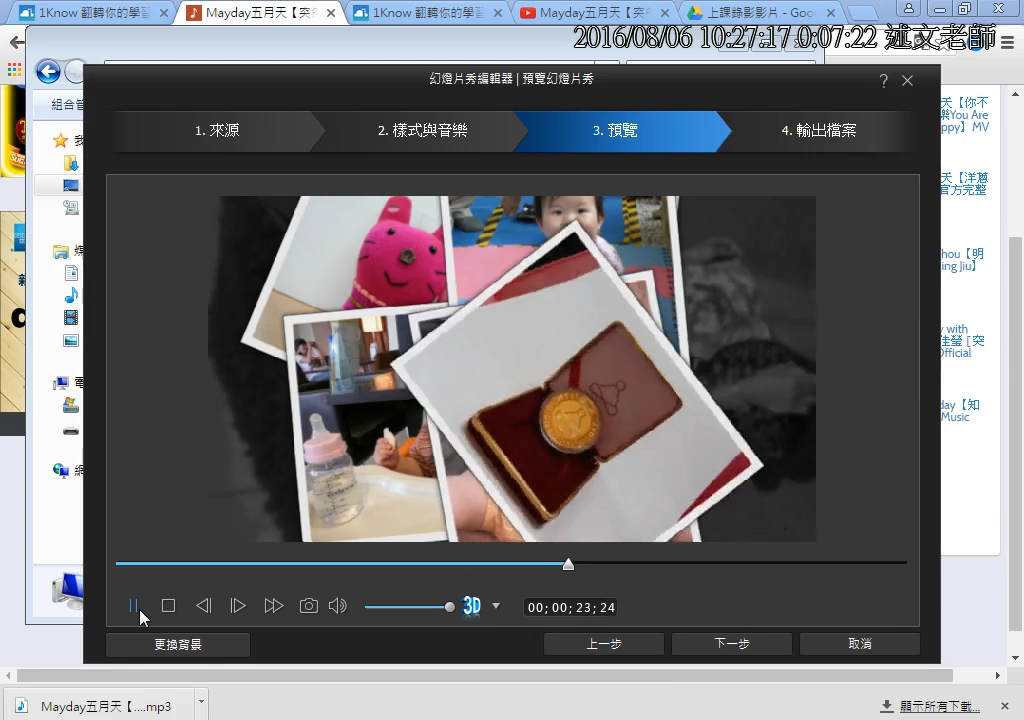 1Know 翻轉你的學習
Mayday五月天【突
1Know 翻轉你的學習
Mayday五月天【突
上課錄影影片 - Goo
2016/08/06 10:27:17 0:07:22 述文老師
組合管
幻燈片秀編輯器 | 預覽幻燈片秀
1. 來源
2. 樣式與音樂
3. 預覽
4. 輸出檔案
天【你不
樂You Are
ppy】MV
天【洋蔥
官方完整
hou【明
ing Jiu】
y with
佳瑩 [突
Official
day【知
Music
我
媒
電
網
3D
00; 00; 23; 24
更換背景
上一步
下一步
取消
Mayday五月天【....mp3
顯示所有下載...